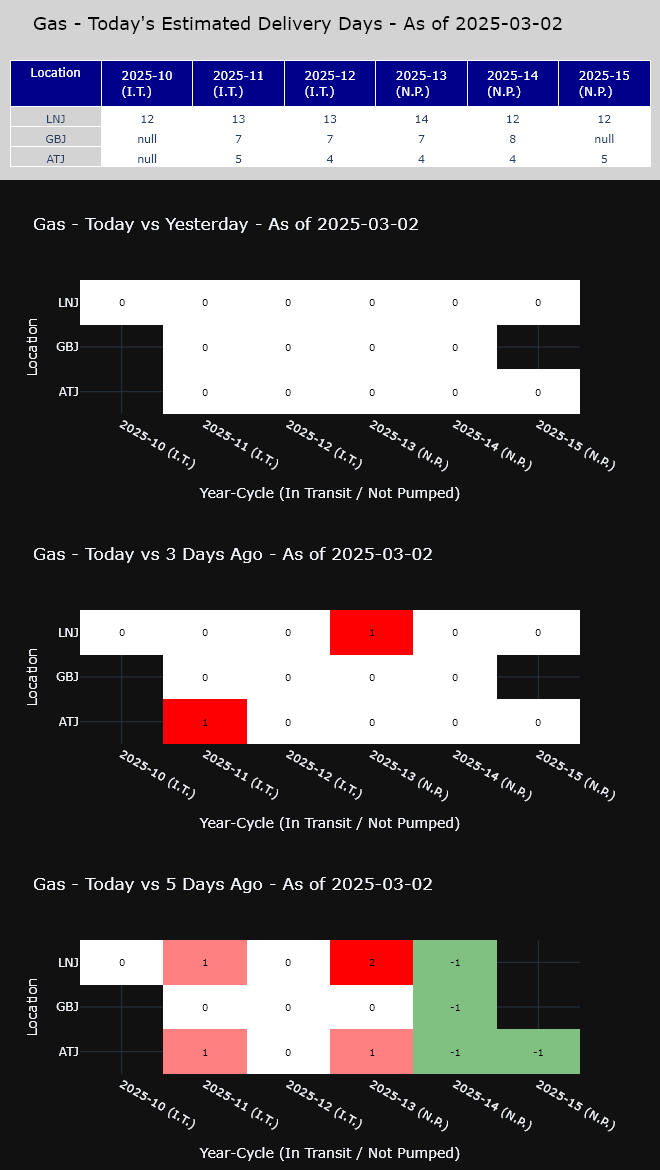 Gas - Today's Estimated Delivery Days - As of 2025-03-02
Location 2025-10 (I.T.) 2025-11 (I.T.) 2025-12 (I.T.) 2025-13 (N.P.) 2025-14 (N.P.) 2025-15 (N.P.)
LNJ 12 13 13 14 12 12
GBJ null 7 7 7 8 null
ATJ null 5 4 4 4 5
Gas - Today vs Yesterday - As of 2025-03-02
Location
LNJ 0 0 0 0 0 0
GBJ 0 0 0 0
ATJ 0 0 0 0 0
2025-10 (I.T.) 2025-11 (I.T.) 2025-12 (I.T.) 2025-13 (N.P.) 2025-14 (N.P.) 2025-15 (N.P.)
Year-Cycle (In Transit / Not Pumped)
Gas - Today vs 3 Days Ago - As of 2025-03-02
Location
LNJ 0 0 0 1 0 0
GBJ 0 0 0 0
ATJ 1 0 0 0 0
2025-10 (I.T.) 2025-11 (I.T.) 2025-12 (I.T.) 2025-13 (N.P.) 2025-14 (N.P.) 2025-15 (N.P.)
Year-Cycle (In Transit / Not Pumped)
Gas - Today vs 5 Days Ago - As of 2025-03-02
Location
LNJ 0 1 0 2 -1
GBJ 0 0 0 -1
ATJ 1 0 1 -1 -1
2025-10 (I.T.) 2025-11 (I.T.) 2025-12 (I.T.) 2025-13 (N.P.) 2025-14 (N.P.) 2025-15 (N.P.)
Year-Cycle (In Transit / Not Pumped)